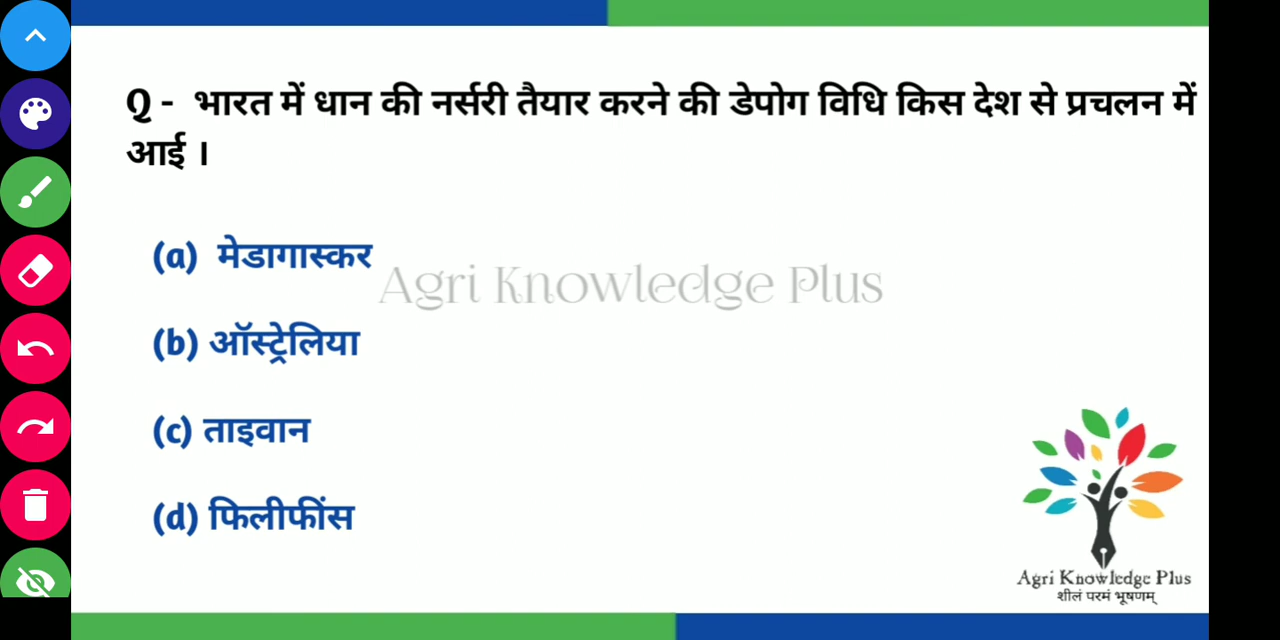 Q - भारत में धान की नर्सरी तैयार करने की डेपोग विधि किस देश से प्रचलन में
आई ।
(a) मेडागास्कर
Agri Knowledge Plus
(b) ऑस्ट्रेलिया
(c) ताइवान
(d) फिलीफींस
Agri Knowledge Plus
शीलं परमं भूषणम्